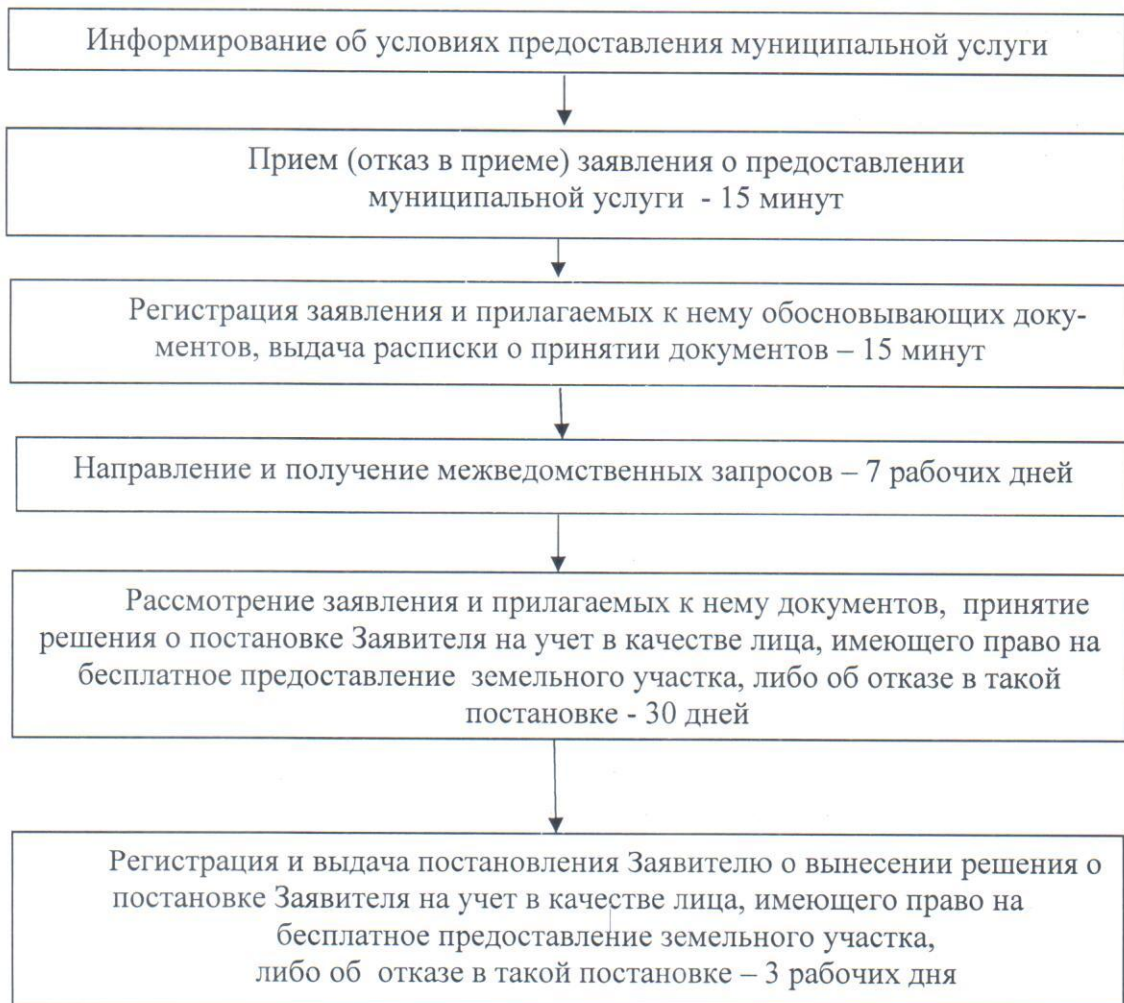 Информирование об условиях предоставления муниципальной услуги
Прием (отказ в приеме) заявления о предоставлении
муниципальной услуги - 15 минут
Регистрация заявления и прилагаемых к нему обосновывающих доку-
ментов, выдача расписки о принятии документов – 15 минут
Направление и получение межведомственных запросов – 7 рабочих дней
Рассмотрение заявления и прилагаемых к нему документов, принятие
решения о постановке Заявителя на учет в качестве лица, имеющего право на
бесплатное предоставление земельного участка, либо об отказе в такой
постановке - 30 дней
Регистрация и выдача постановления Заявителю о вынесении решения о
постановке Заявителя на учет в качестве лица, имеющего право на
бесплатное предоставление земельного участка,
либо об отказе в такой постановке – 3 рабочих дня